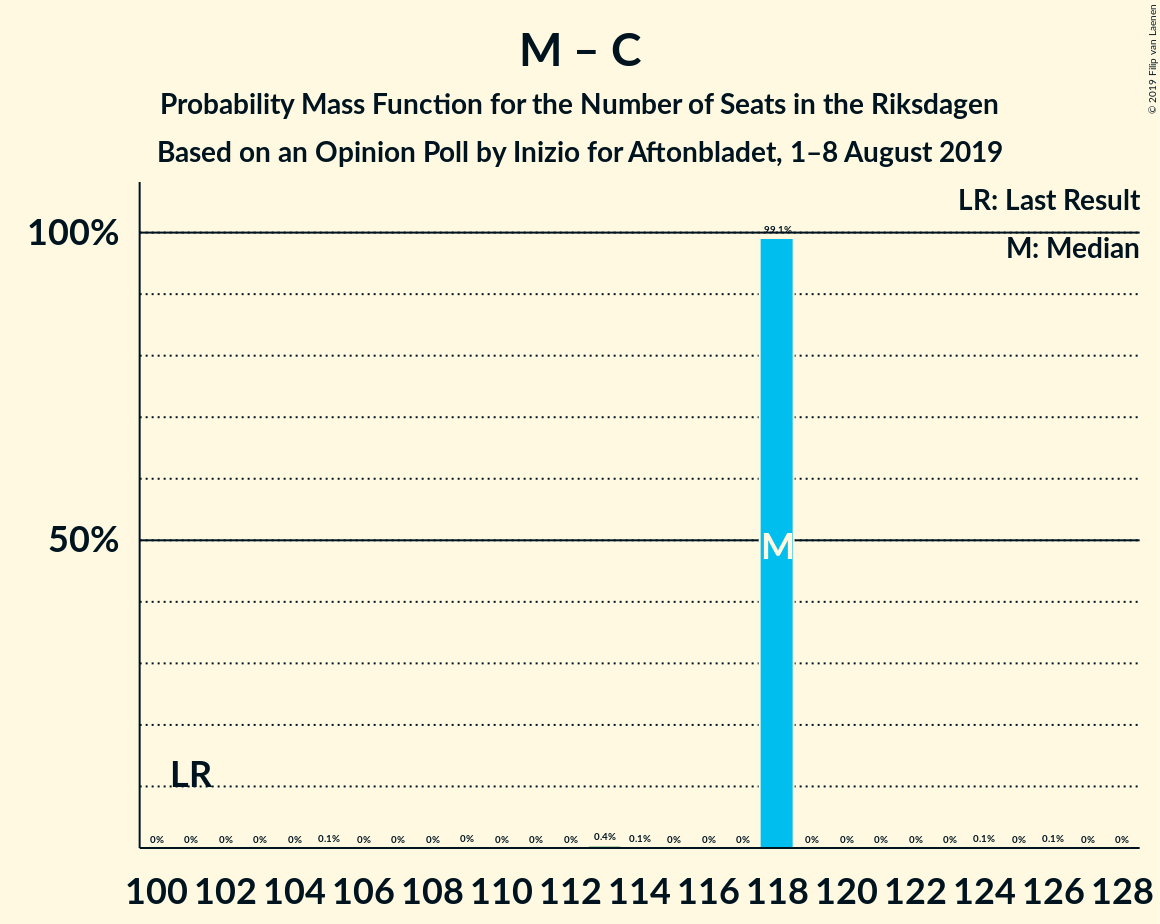 M – C
Probability Mass Function for the Number of Seats in the Riksdagen
Based on an Opinion Poll by Inizio for Aftonbladet, 1–8 August 2019
© 2019 Filip van Laenen
LR: Last Result
M: Median
100%
50%
99.1%
M
LR
0% 0% 0% 0% 0% 0.1% 0% 0% 0% 0% 0% 0% 0% 0.4% 0.1% 0% 0% 0% 0% 0% 0% 0% 0% 0.1% 0% 0.1% 0% 0%
100 102 104 106 108 110 112 114 116 118 120 122 124 126 128